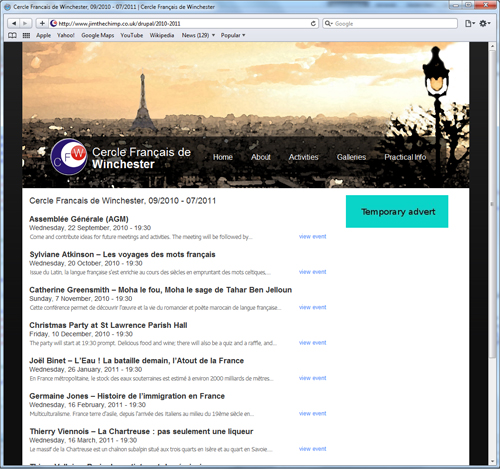 Cercle Francais de Winchester, 09/2010 - 07/2011 | Cercle Francais de Winchester
http://www.jimthechimp.co.uk/drupal/2010-2011
Google
Apple Yahoo! Google Maps YouTube Wikipedia News (129) Popular
CFW
Cercle Français de
Winchester
Home About Activities Galleries Practical Info
Cercle Francais de Winchester, 09/2010 - 07/2011
Temporary advert
Assemblée Générale (AGM)
Wednesday, 22 September, 2010 - 19:30
Come and contribute ideas for future meetings and activities. The meeting will be followed by...
view event
Sylviane Atkinson – Les voyages des mots français
Wednesday, 20 October, 2010 - 19:30
Issue du Latin, la langue française s'est enrichie au cours des siècles en empruntant des mots celtiques,...
view event
Catherine Greensmith – Moha le fou, Moha le sage de Tahar Ben Jelloun
Sunday, 7 November, 2010 - 19:30
Cette conférence permet de découvrir l'œuvre et la vie du romancier et poète marocain de langue française...
view event
Christmas Party at St Lawrence Parish Hall
Friday, 10 December, 2010 - 19:30
The party will start at 19:30 prompt. Delicious food and wine; there will also be a quiz and a raffle, and...
view event
Joël Binet – L'Eau ! La bataille demain, l'Atout de la France
Wednesday, 26 January, 2011 - 19:30
En France métropolitaine, le stock des eaux souterraines est estimé à environ 2000 milliards de mètres...
view event
Germaine Jones – Histoire de l'immigration en France
Wednesday, 16 February, 2011 - 19:30
Multiculturalisme. France terre d'asile, depuis l'arrivée des Italiens au milieu du 19ème siècle en...
view event
Thierry Viennois – La Chartreuse : pas seulement une liqueur
Wednesday, 16 March, 2011 - 19:30
Le massif de la Chartreuse est un chaînon subalpin situé aux trois quarts en Isère et au quart en Savoie....
view event